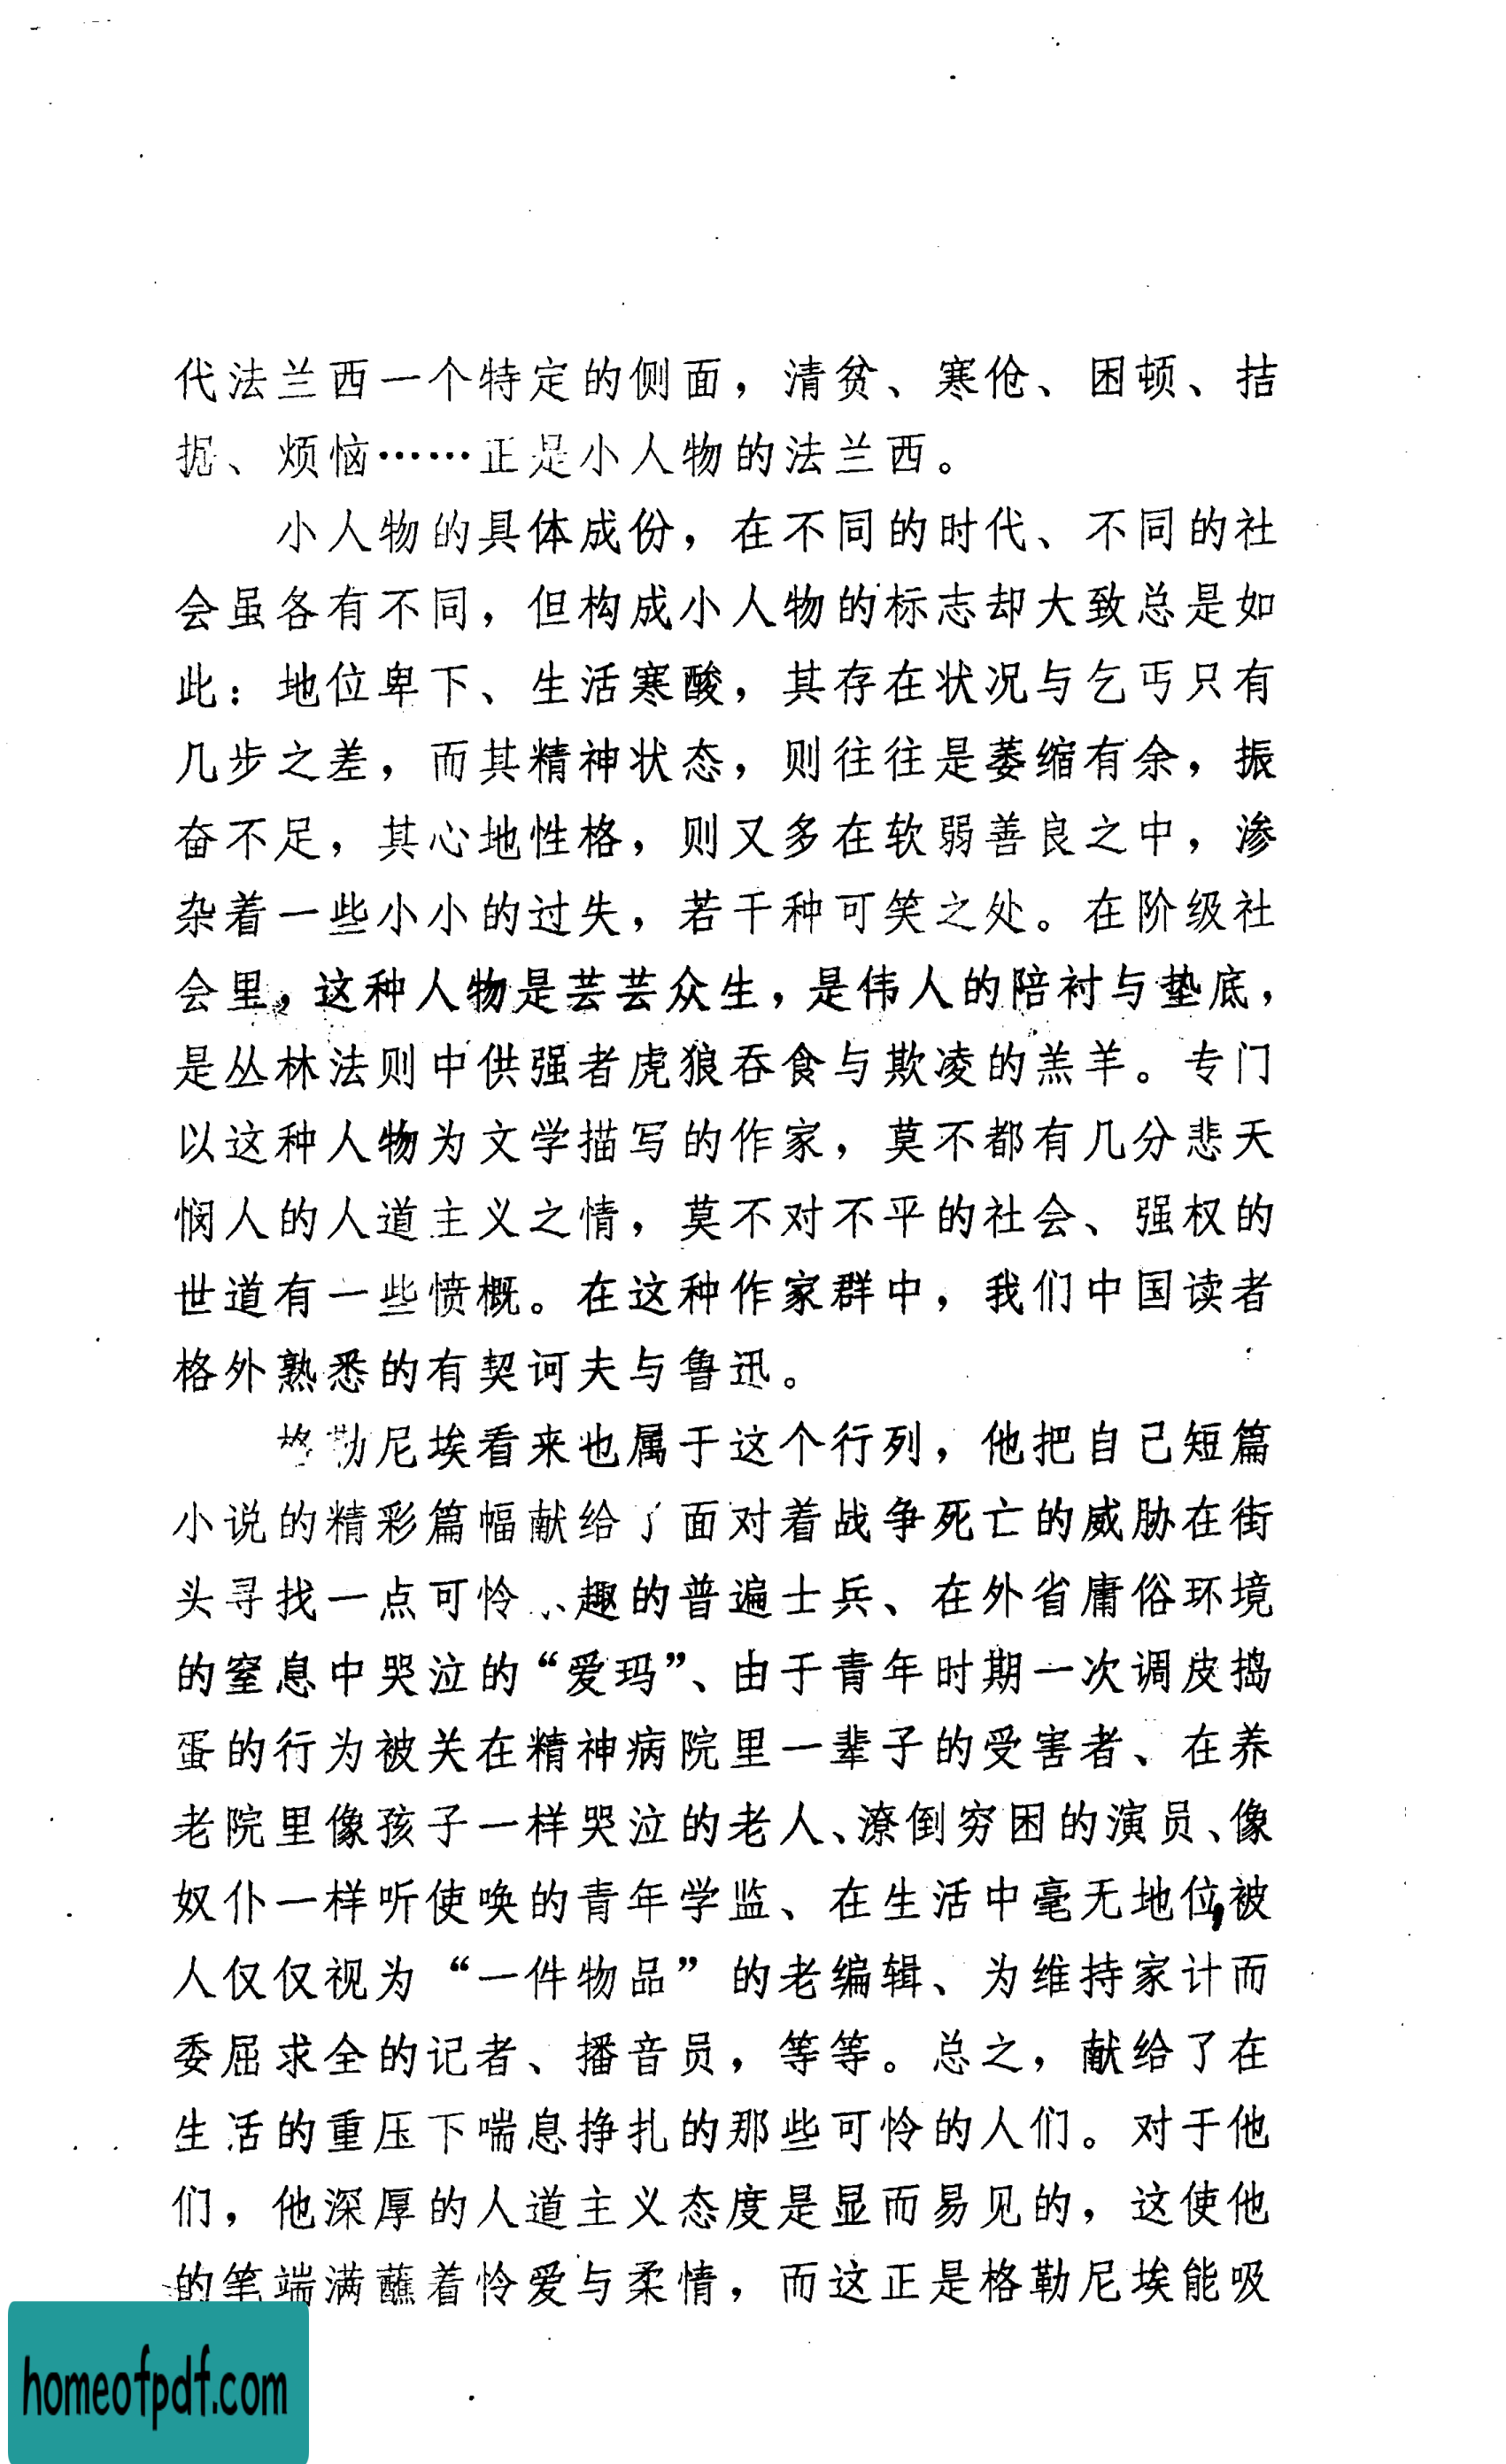 代法兰西一个特定的侧面，清贫、寒伧、困顿、拮
据、烦恼……正是小人物的法兰西。
小人物的具体成份，在不同的时代、不同的社
会虽各有不同，但构成小人物的标志却大致总是如
此：地位卑下、生活寒酸，其存在状况与乞丐只有
几步之差，而其精神状态，则往往是萎缩有余，振
奋不足，其心地性格，则又多在软弱善良之中，渗
杂着一些小小的过失，若干种可笑之处。在阶级社
会里，这种人物是芸芸众生，是伟人的陪衬与垫底，
是丛林法则中供强者虎狼吞食与欺凌的羔羊。专门
以这种人物为文学描写的作家，莫不都有几分悲天
悯人的人道主义之情，莫不对不平的社会、强权的
世道有一些愤概。在这种作家群中，我们中国读者
格外熟悉的有契诃夫与鲁迅。
格勒尼埃看来也属于这个行列，他把自己短篇
小说的精彩篇幅献给了面对着战争死亡的威胁在街
头寻找一点可怜趣的普遍士兵、在外省庸俗环境
的窒息中哭泣的“爱玛”、由于青年时期一次调皮捣
蛋的行为被关在精神病院里一辈子的受害者、在养
老院里像孩子一样哭泣的老人、潦倒穷困的演员、像
奴仆一样听使唤的青年学监、在生活中毫无地位，被
人仅仅视为“一件物品”的老编辑、为维持家计而
委屈求全的记者、播音员，等等。总之，献给了在
生活的重压下喘息挣扎的那些可怜的人们。对于他
们，他深厚的人道主义态度是显而易见的，这使他
的笔端满蘸着怜爱与柔情，而这正是格勒尼埃能吸
homeofpdf.com